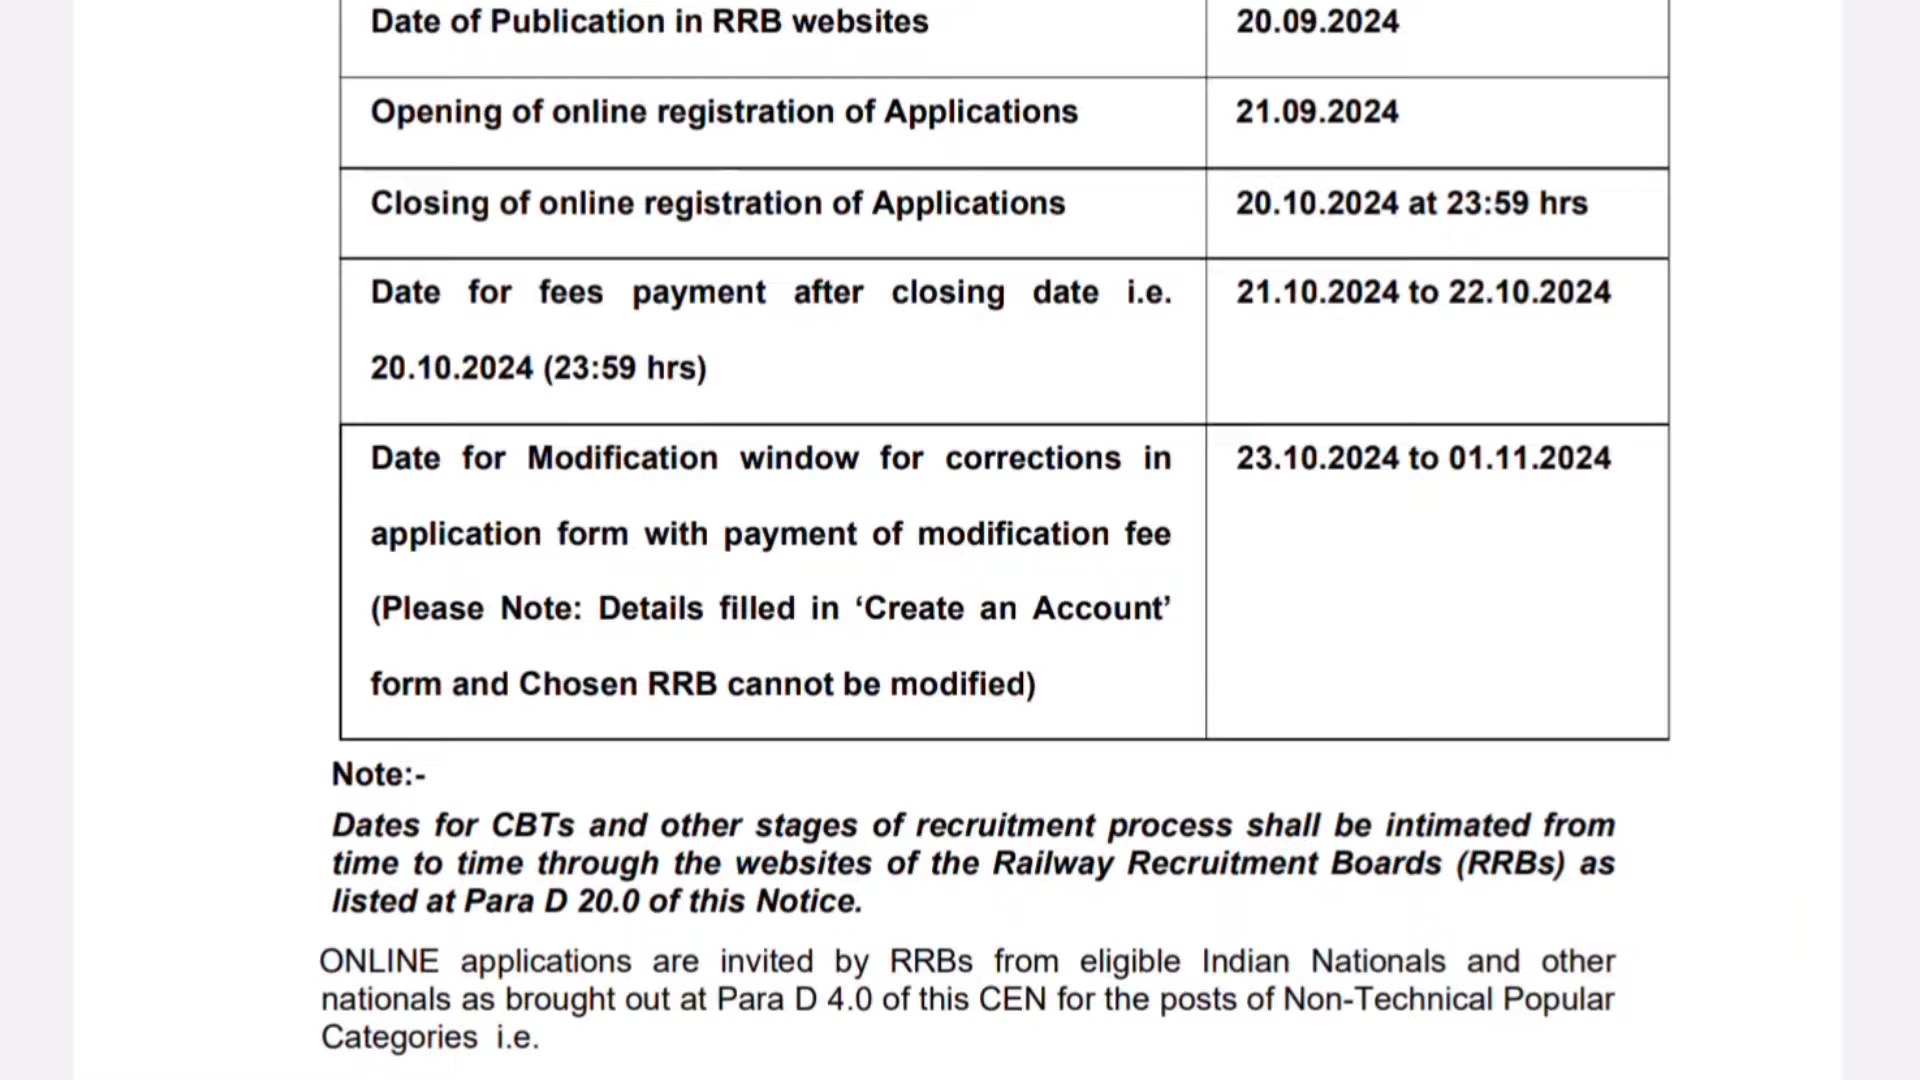 Date of Publication in RRB websites 20.09.2024
Opening of online registration of Applications 21.09.2024
Closing of online registration of Applications 20.10.2024 at 23:59 hrs
Date for fees payment after closing date i.e. 21.10.2024 to 22.10.2024
20.10.2024 (23:59 hrs)
Date for Modification window for corrections in 23.10.2024 to 01.11.2024
application form with payment of modification fee
(Please Note: Details filled in ‘Create an Account’
form and Chosen RRB cannot be modified)
Note:-
Dates for CBTs and other stages of recruitment process shall be intimated from
time to time through the websites of the Railway Recruitment Boards (RRBs) as
listed at Para D 20.0 of this Notice.
ONLINE applications are invited by RRBs from eligible Indian Nationals and other
nationals as brought out at Para D 4.0 of this CEN for the posts of Non-Technical Popular
Categories i.e.